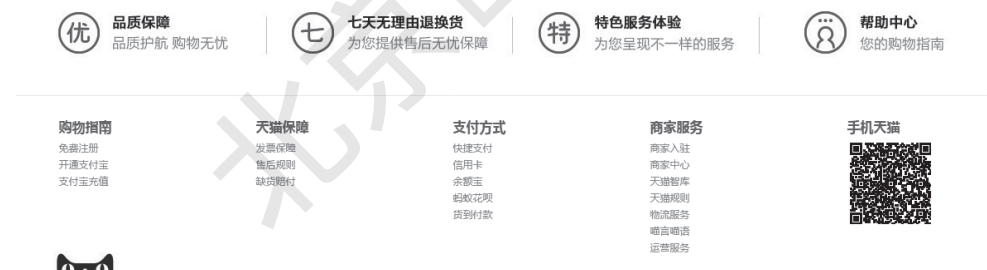 优 品质保障
品质护航 购物无忧
七 七天无理由退换货
为您提供售后无忧保障
特 特色服务体验
为您呈现不一样的服务
帮助中心
您的购物指南
购物指南
免费注册
开通支付宝
支付宝充值
天猫保障
发票保障
售后规则
缺货赔付
支付方式
快捷支付
信用卡
余额宝
蚂蚁花呗
货到付款
商家服务
商家入驻
商家中心
天猫智库
天猫规则
物流服务
喵言喵语
运营服务
手机天猫
北京